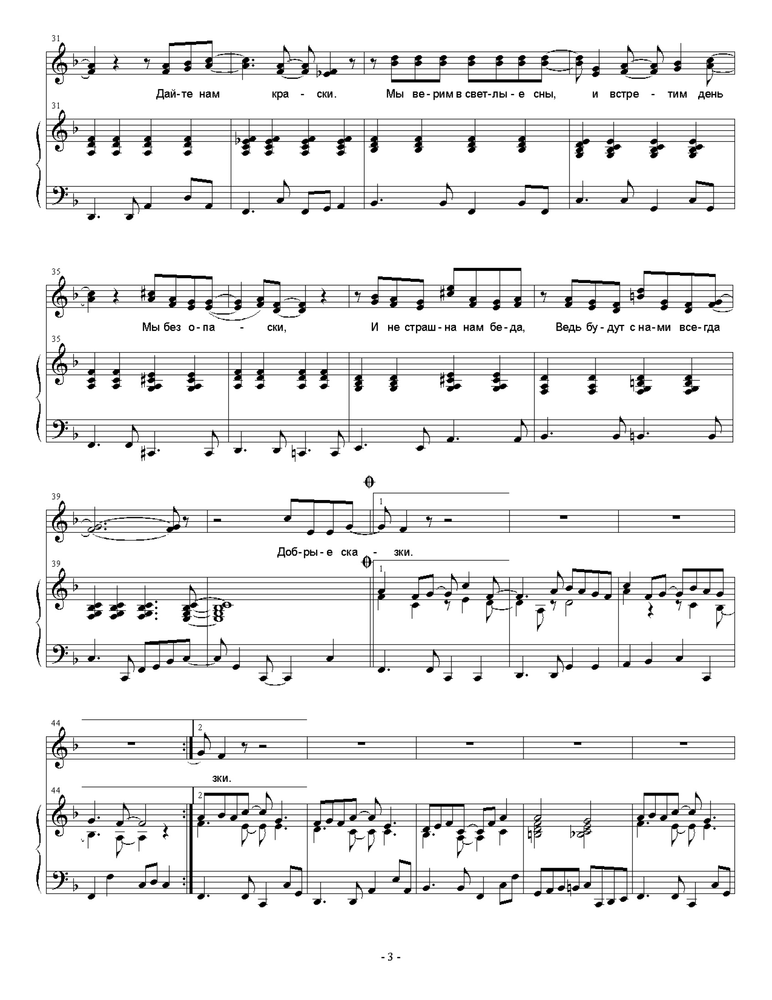 31
Дай-те нам кра - ски. Мы ве-рим в свет-лы-е сны, и встре - тим день
31
35
Мы без о-па - ски, И не страш-на нам бе-да, Ведь бу-дут с на-ми все-гда
35
39
1
Доб-ры-е ска - зки.
39
1
44
2
зки.
44
2
- 3 -